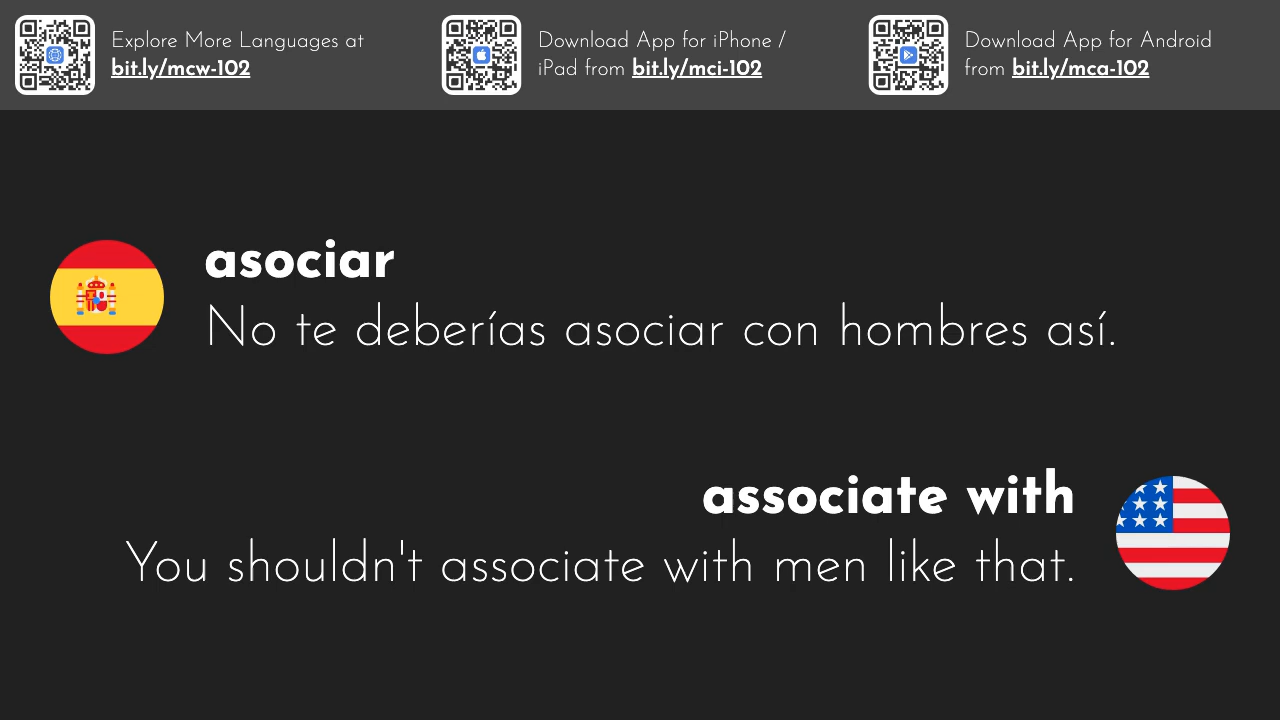 Explore More Languages at
bit.ly/mcw-102
Download App for iPhone /
iPad from bit.ly/mci-102
Download App for Android
from bit.ly/mca-102
asociar
No te deberías asociar con hombres así.
associate with
You shouldn't associate with men like that.